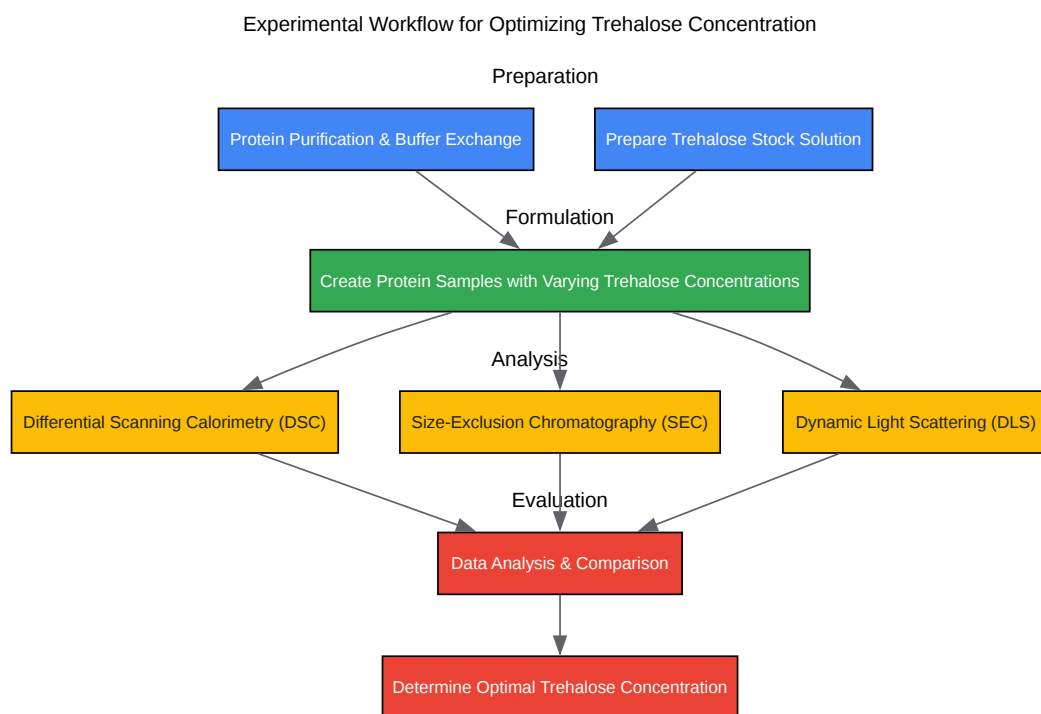 Experimental Workflow for Optimizing Trehalose Concentration
Preparation
Protein Purification & Buffer Exchange
Prepare Trehalose Stock Solution
Formulation
Create Protein Samples with Varying Trehalose Concentrations
Analysis
Differential Scanning Calorimetry (DSC)
Size-Exclusion Chromatography (SEC)
Dynamic Light Scattering (DLS)
Evaluation
Data Analysis & Comparison
Determine Optimal Trehalose Concentration